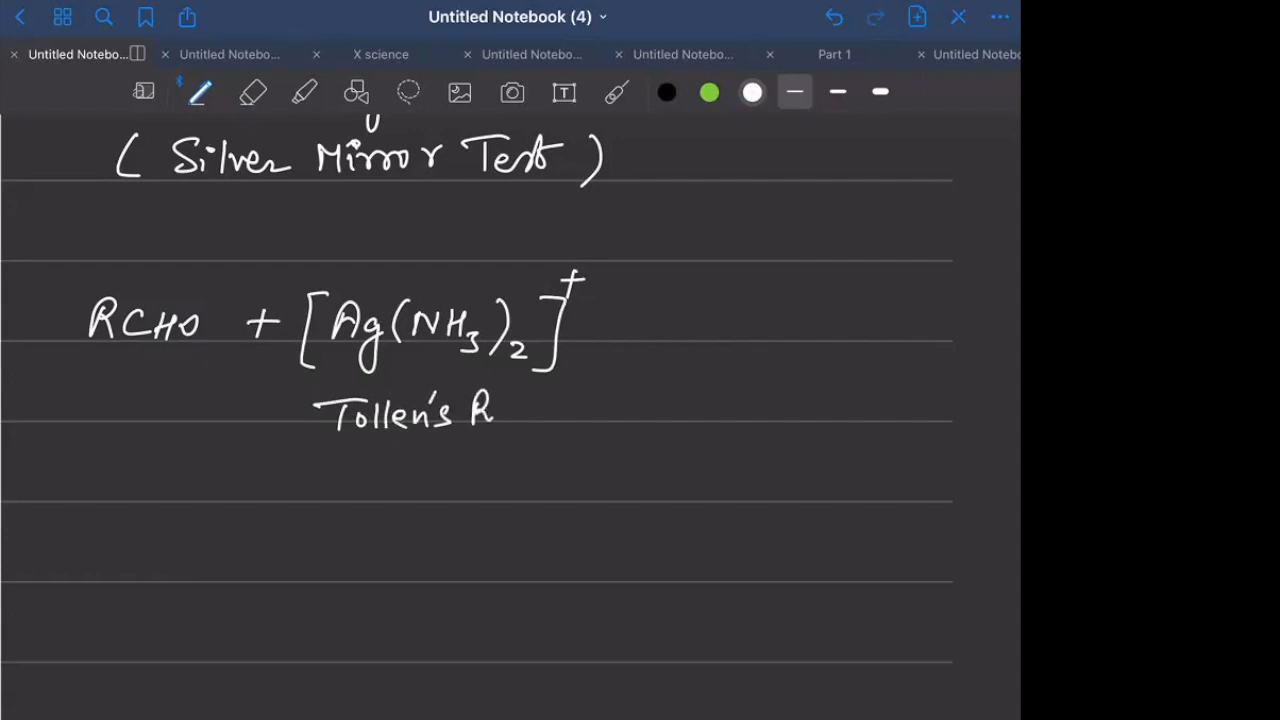 Untitled Notebook (4)
Untitled Notebo... Untitled Notebo... X science Untitled Notebo... Untitled Notebo... Part 1 Untitled Notebo
T
( Silver Mirror Test )
RCHO + [Ag(NH₃)₂]⁺
Tollen's R